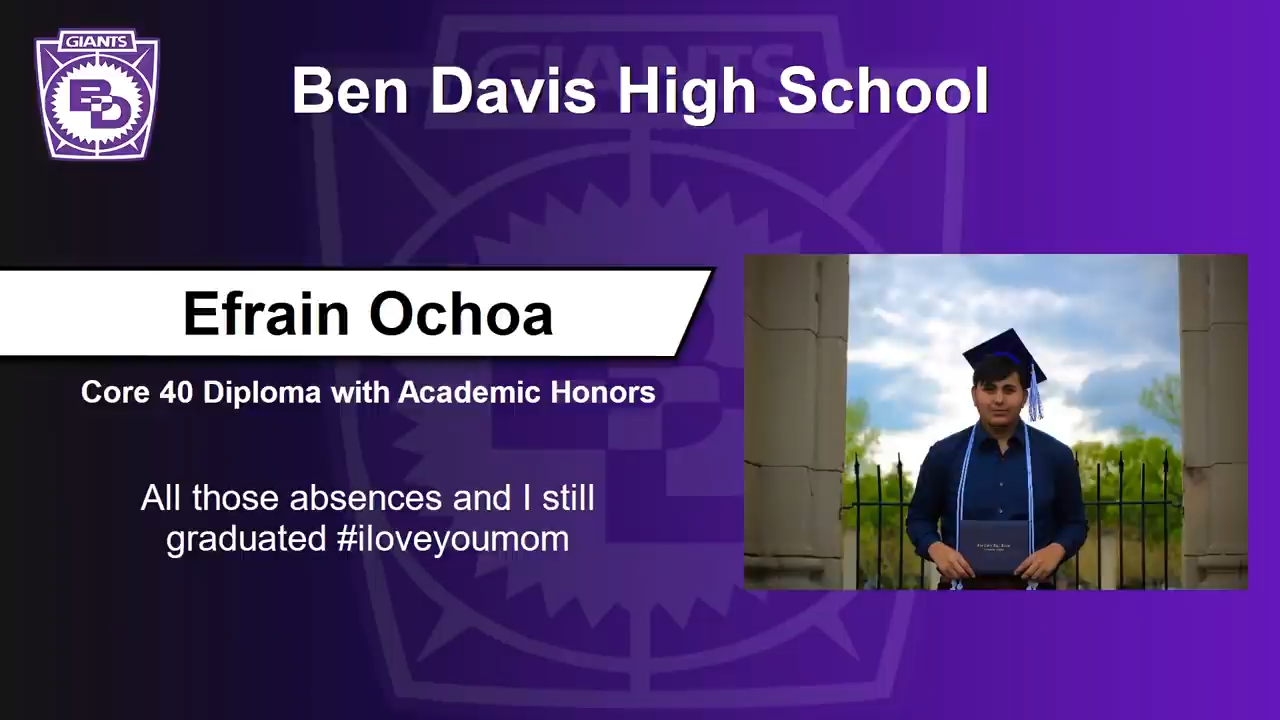 GIANTS
BD
Ben Davis High School
Efrain Ochoa
Core 40 Diploma with Academic Honors
All those absences and I still
graduated #iloveyoumom